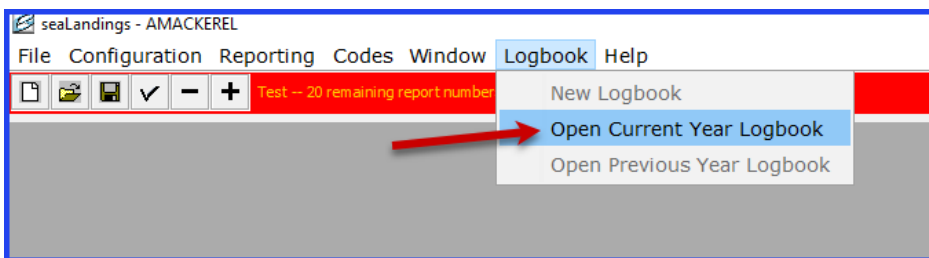 seaLandings - AMACKEREL
File Configuration Reporting Codes Window Logbook Help
Test -- 20 remaining report number
New Logbook
Open Current Year Logbook
Open Previous Year Logbook